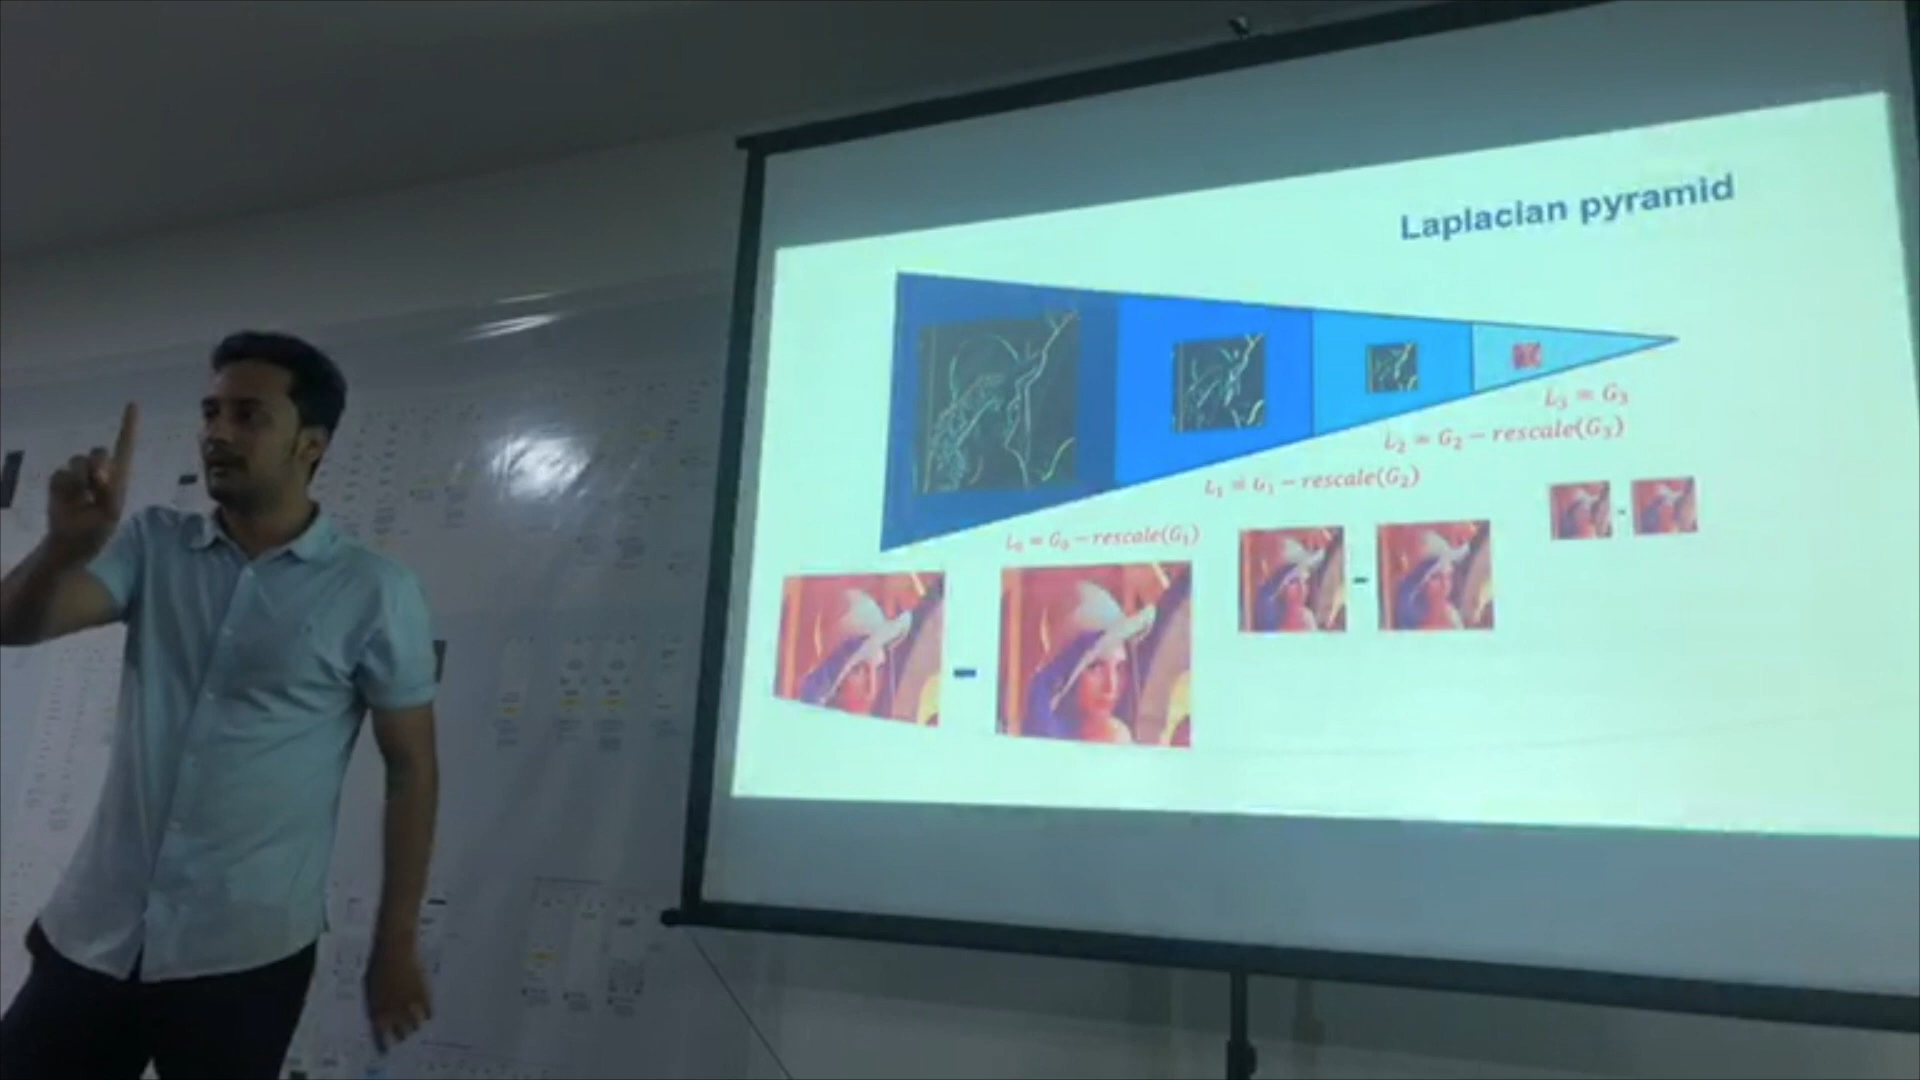 Laplacian pyramid
L₃ = G₃
L₂ = G₂ − rescale(G₃)
L₁ = G₁ − rescale(G₂)
L₀ = G₀ − rescale(G₁)
-
-
-